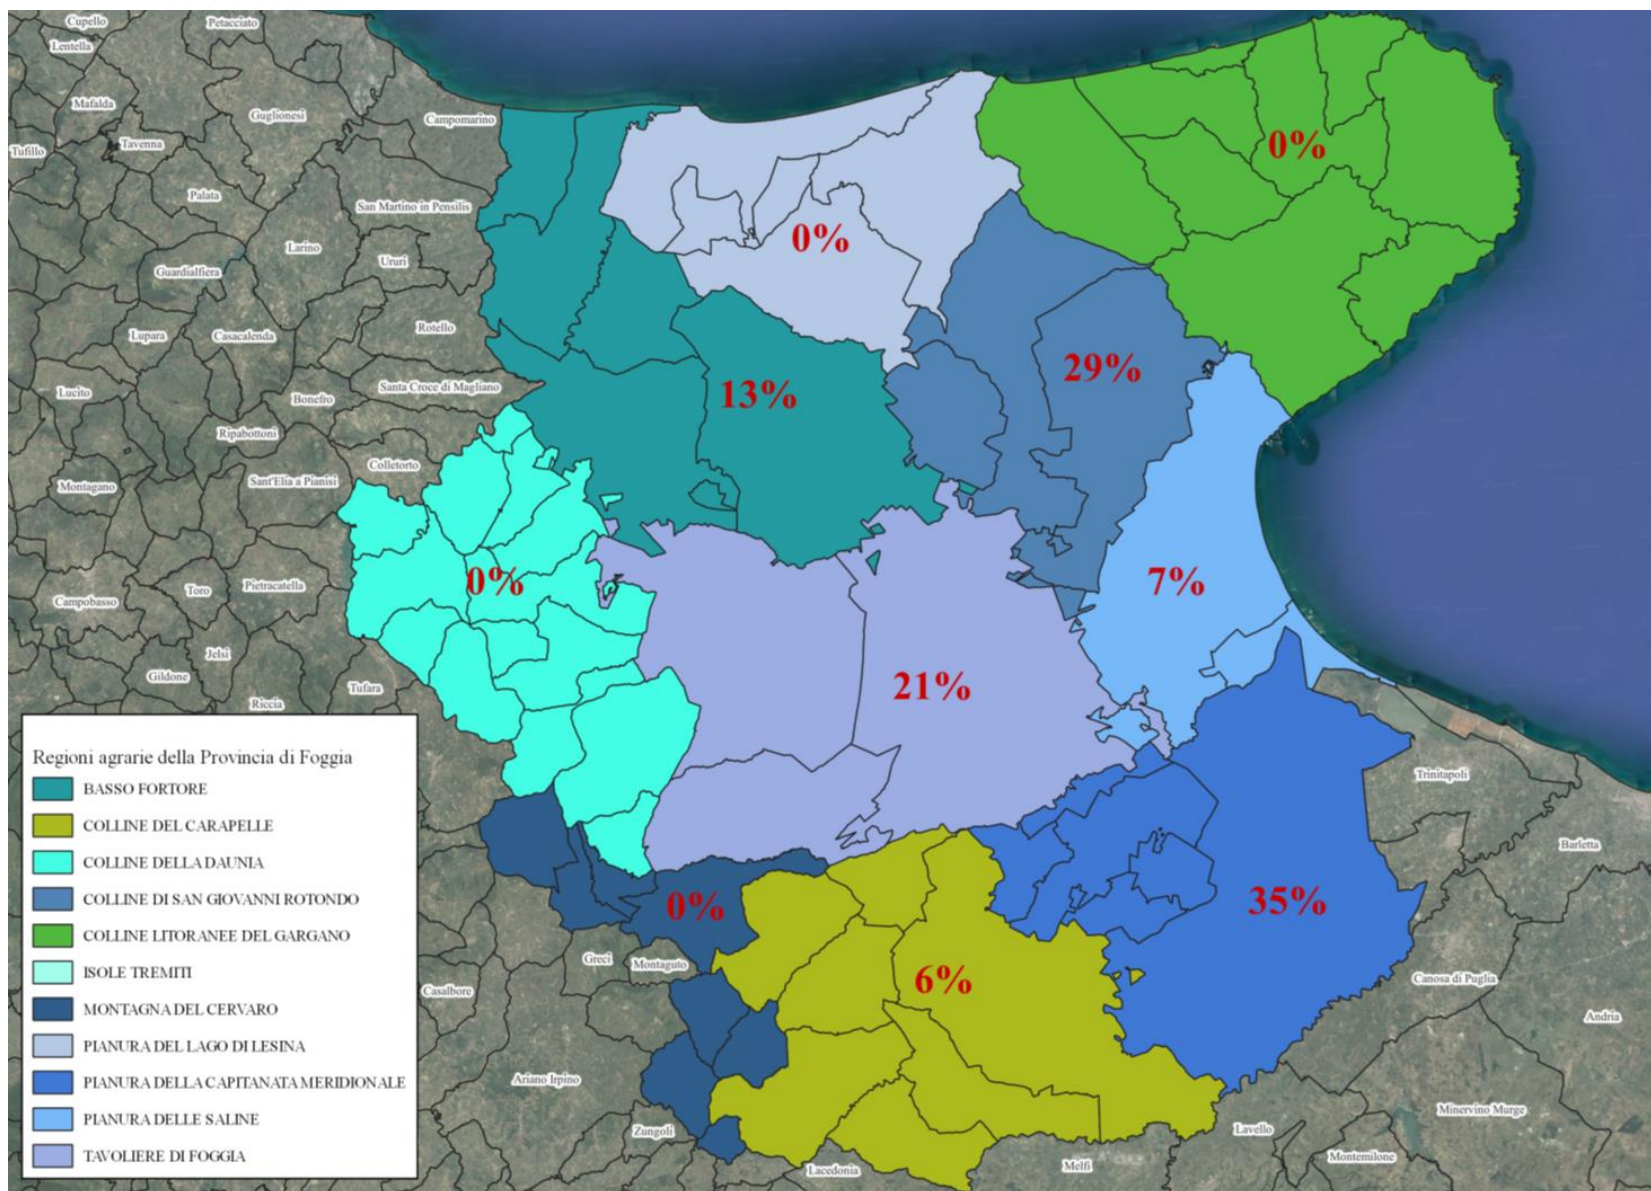 Cupello
Petacciato
Lentella
Mafalda
Guglionesi
Campomarino
Tavenna
Tufillo
Palata
San Martino in Pensilis
Larino
Ururi
Guardialfiera
Lupara
Casacalenda
Rotello
Santa Croce di Magliano
Lucito
Bonefro
Ripabottoni
Colletorto
Montagano
Sant'Elia a Pianisi
Campobasso
Toro
Pietracatella
Jelsi
Gildone
Tufara
Riccia
0%
0%
29%
13%
0%
7%
21%
0%
35%
6%
Trinitapoli
Barletta
Greci
Montaguto
Casalbore
Canosa di Puglia
Andria
Ariano Irpino
Minervino Murge
Zungoli
Lavello
Montemilone
Lacedonia
Melfi
Regioni agrarie della Provincia di Foggia
BASSO FORTORE
COLLINE DEL CARAPELLE
COLLINE DELLA DAUNIA
COLLINE DI SAN GIOVANNI ROTONDO
COLLINE LITORANEE DEL GARGANO
ISOLE TREMITI
MONTAGNA DEL CERVARO
PIANURA DEL LAGO DI LESINA
PIANURA DELLA CAPITANATA MERIDIONALE
PIANURA DELLE SALINE
TAVOLIERE DI FOGGIA